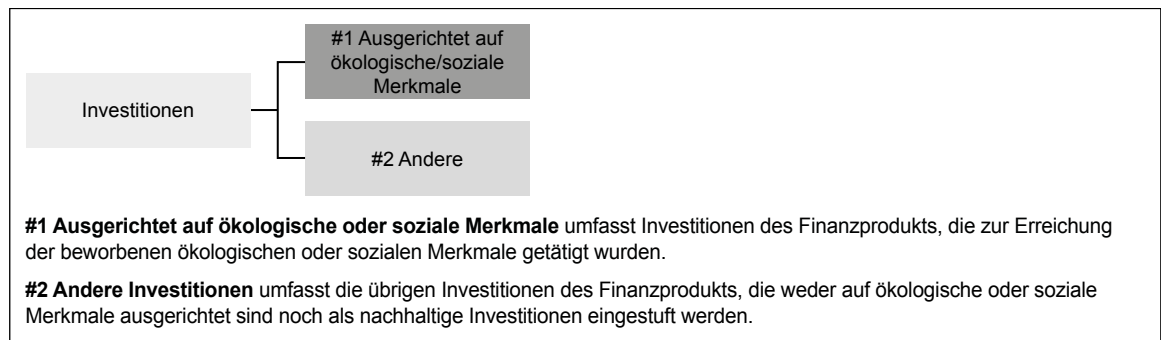 #1 Ausgerichtet auf
ökologische/soziale
Merkmale
Investitionen
#2 Andere
#1 Ausgerichtet auf ökologische oder soziale Merkmale umfasst Investitionen des Finanzprodukts, die zur Erreichung
der beworbenen ökologischen oder sozialen Merkmale getätigt wurden.
#2 Andere Investitionen umfasst die übrigen Investitionen des Finanzprodukts, die weder auf ökologische oder soziale
Merkmale ausgerichtet sind noch als nachhaltige Investitionen eingestuft werden.